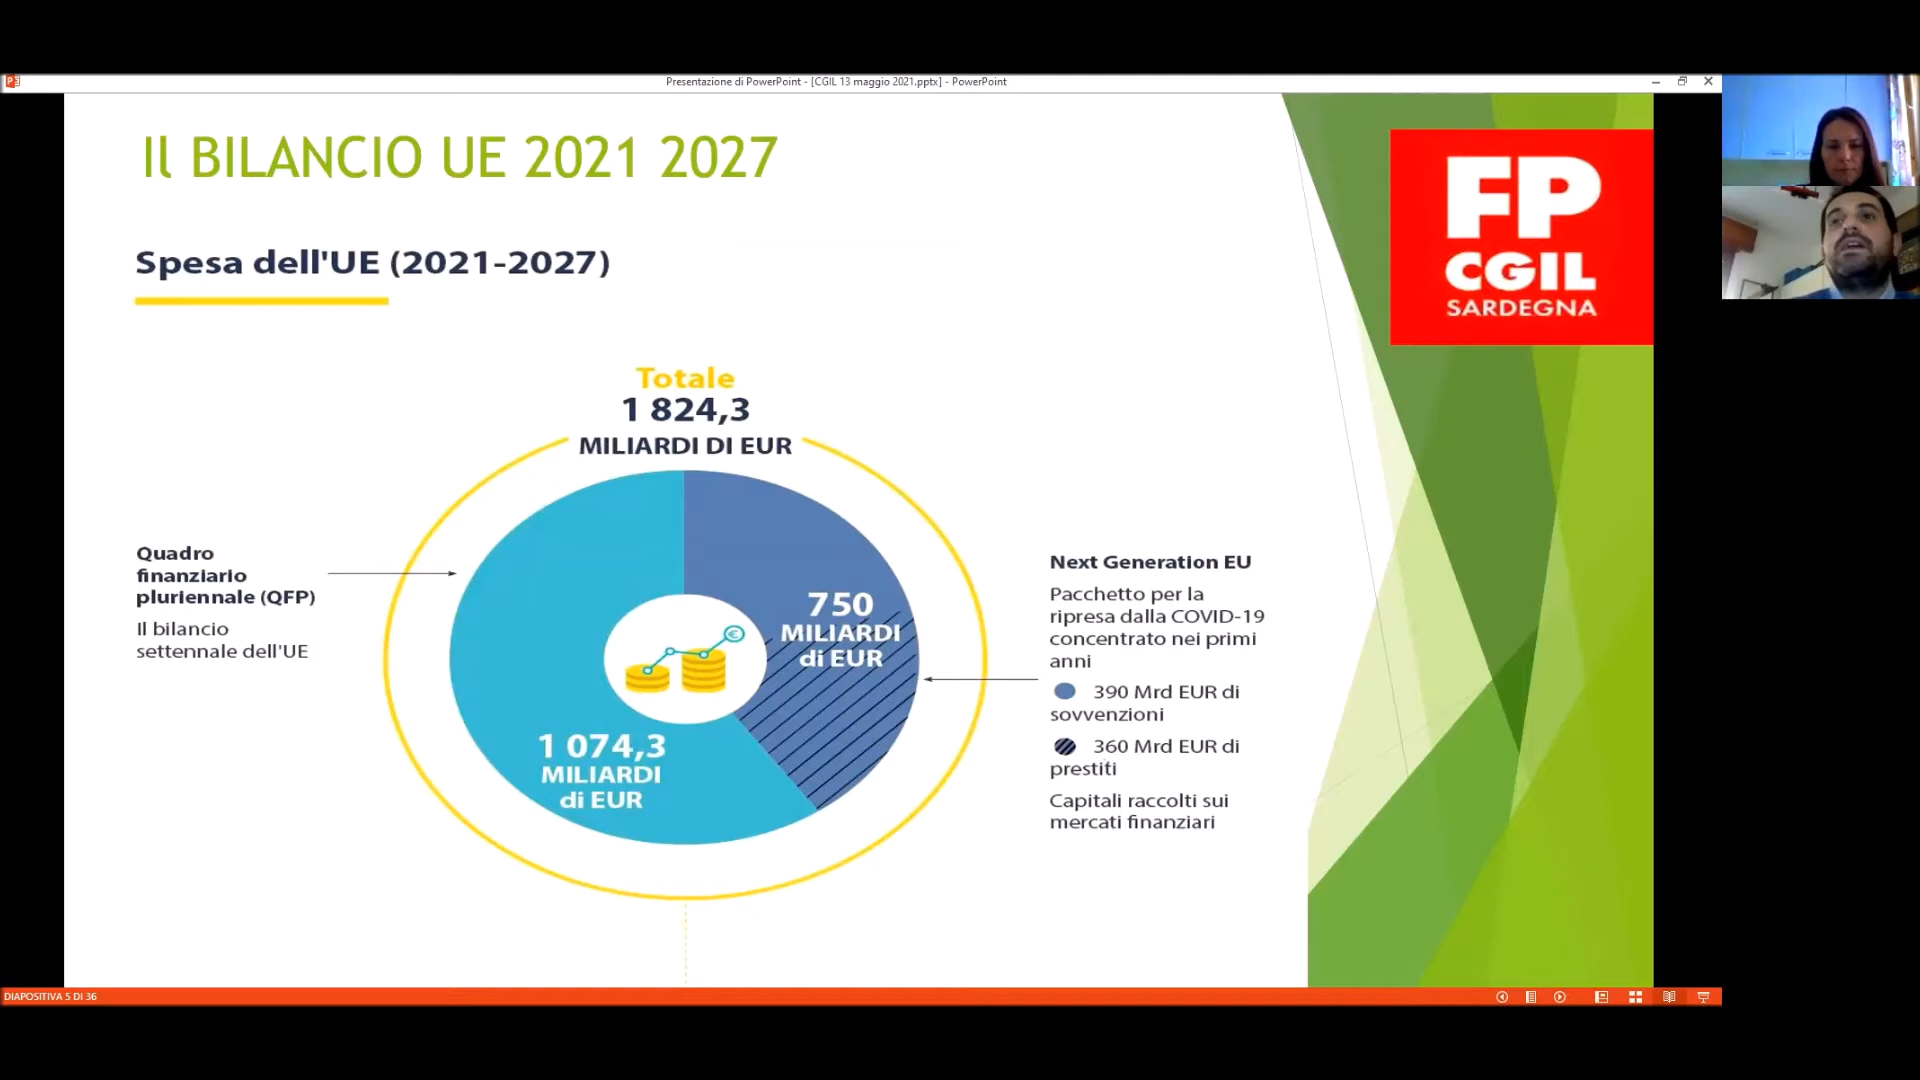 Presentazione di PowerPoint - [CGIL 13 maggio 2021.pptx] - PowerPoint
Il BILANCIO UE 2021 2027
FP
CGIL
SARDEGNA
Spesa dell'UE (2021-2027)
Totale
1 824,3
MILIARDI DI EUR
Quadro
finanziario
pluriennale (QFP)
Il bilancio
settennale dell'UE
750
MILIARDI
di EUR
1 074,3
MILIARDI
di EUR
Next Generation EU
Pacchetto per la
ripresa dalla COVID-19
concentrato nei primi
anni
390 Mrd EUR di
sovvenzioni
360 Mrd EUR di
prestiti
Capitali raccolti sui
mercati finanziari
DIAPOSITIVA 5 DI 36